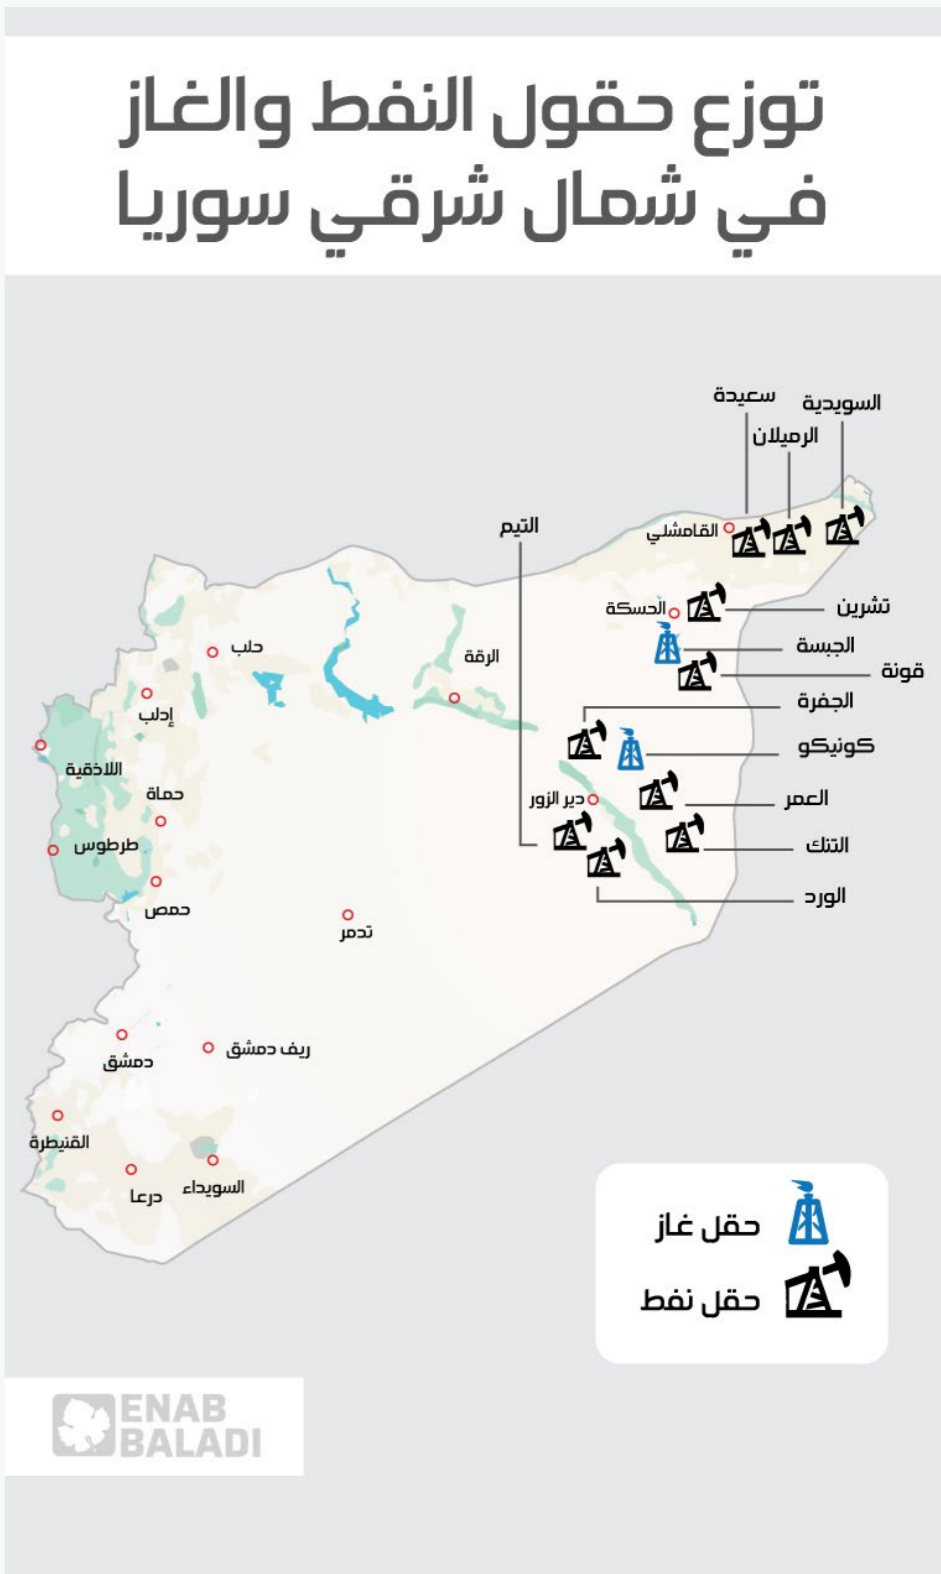 توزع حقول النفط والغاز
في شمال شرقي سوريا
سعيدة
السويدية
الرميلان
التيم
القامشلي
تشرين
الحسكة
الجبسة
قونة
الجفرة
كونيكو
العمر
التنك
الورد
دير الزور
الرقة
حلب
إدلب
اللاذقية
حماة
طرطوس
حمص
تدمر
دمشق
ريف دمشق
القنيطرة
درعا
السويداء
حقل غاز
حقل نفط
ENAB
BALADI